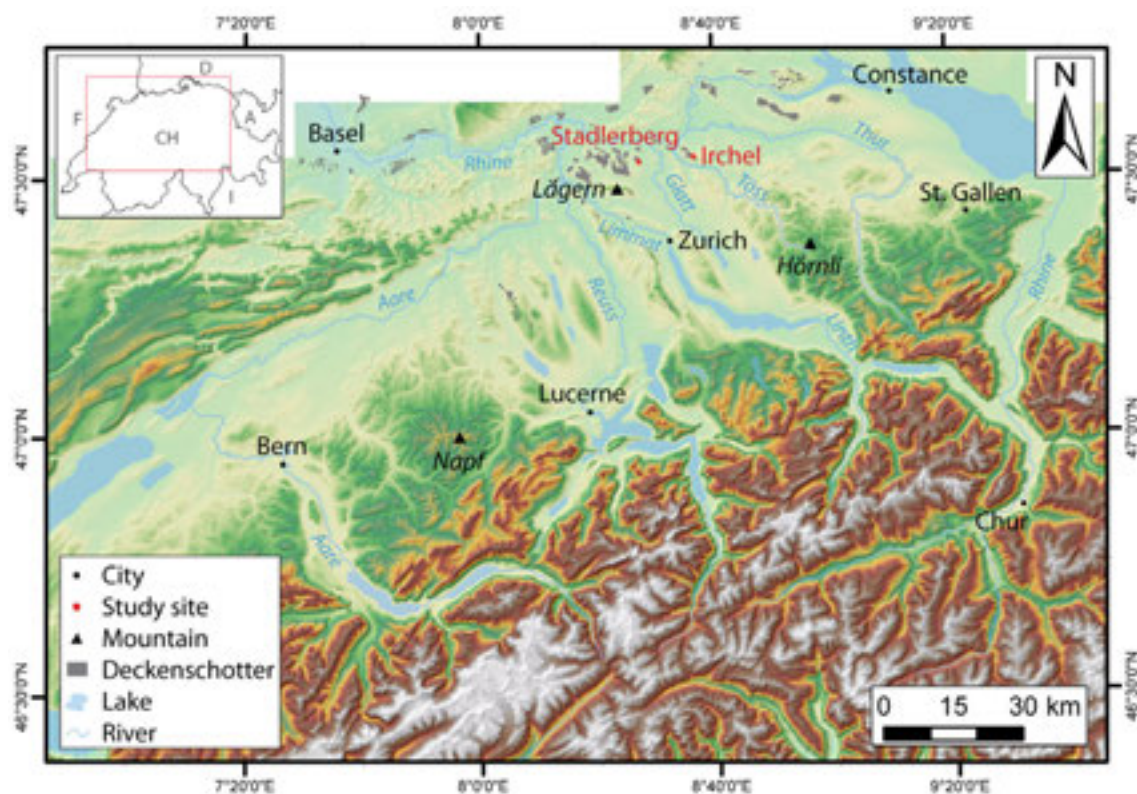 7°20'0"E
8°0'0"E
8°40'0"E
9°20'0"E
D
F
A
CH
I
N
Constance
Basel
Rhine
Stadlerberg
Irchel
Thur
47°30'0"N
47°30'0"N
Lägern
Glatt
Töss
St. Gallen
Limmat
Zurich
Hörnli
Rhine
Aare
Reuss
Linth
Lucerne
47°0'0"N
47°0'0"N
Bern
Napf
Chur
Aare
City
Study site
Mountain
Deckenschotter
Lake
River
46°30'0"N
46°30'0"N
0 15 30 km
7°20'0"E
8°0'0"E
8°40'0"E
9°20'0"E